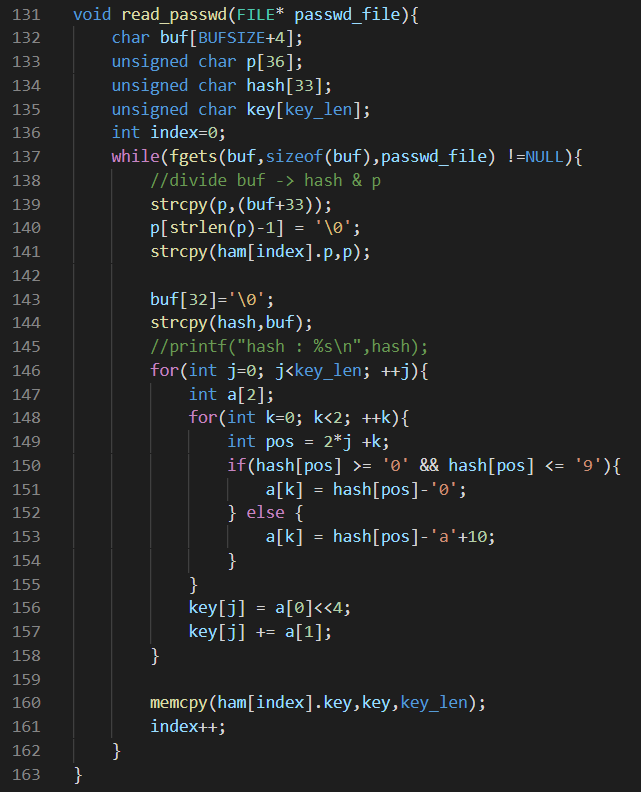 131 void read_passwd(FILE* passwd_file){
132     char buf[BUFSIZE+4];
133     unsigned char p[36];
134     unsigned char hash[33];
135     unsigned char key[key_len];
136     int index=0;
137     while(fgets(buf,sizeof(buf),passwd_file) !=NULL){
138         //divide buf -> hash & p
139         strcpy(p,(buf+33));
140         p[strlen(p)-1] = '\0';
141         strcpy(ham[index].p,p);
142
143         buf[32]='\0';
144         strcpy(hash,buf);
145         //printf("hash : %s\n",hash);
146         for(int j=0; j<key_len; ++j){
147             int a[2];
148             for(int k=0; k<2; ++k){
149                 int pos = 2*j +k;
150                 if(hash[pos] >= '0' && hash[pos] <= '9'){
151                     a[k] = hash[pos]-'0';
152                 } else {
153                     a[k] = hash[pos]-'a'+10;
154                 }
155             }
156             key[j] = a[0]<<4;
157             key[j] += a[1];
158         }
159
160         memcpy(ham[index].key,key,key_len);
161         index++;
162     }
163 }